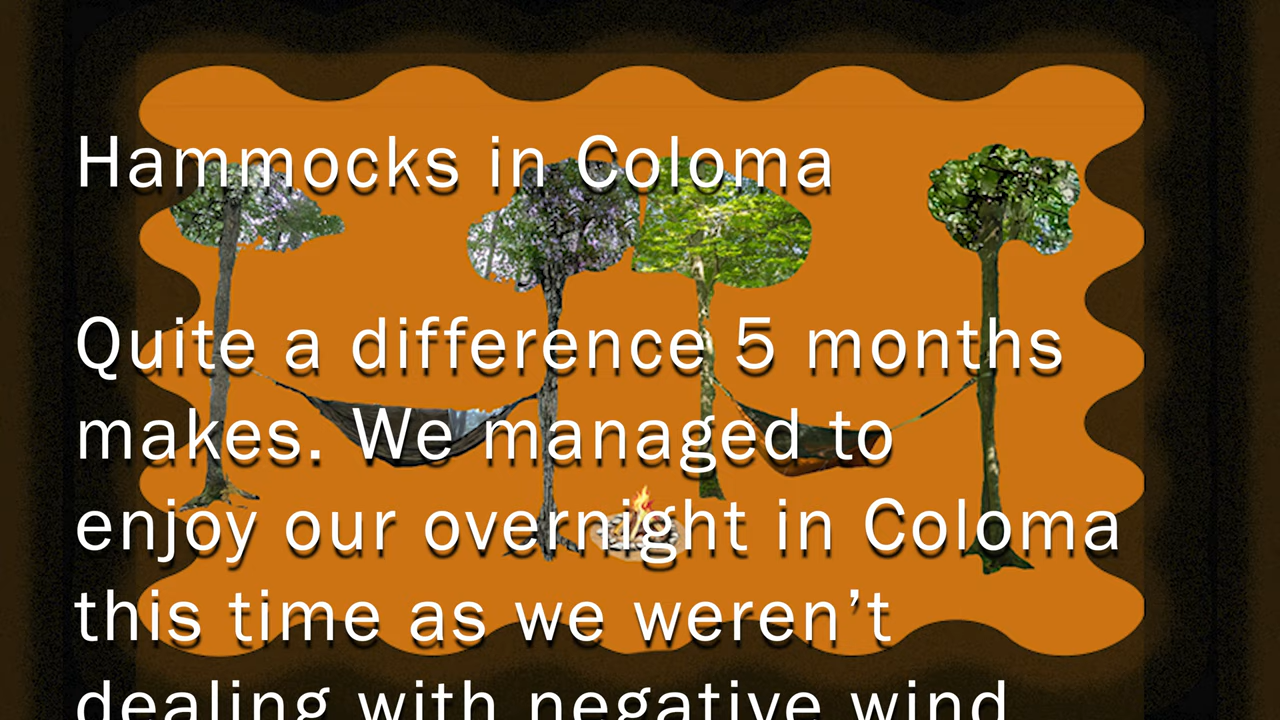 Hammocks in Coloma
Quite a difference 5 months
makes. We managed to
enjoy our overnight in Coloma
this time as we weren’t
dealing with negative wind